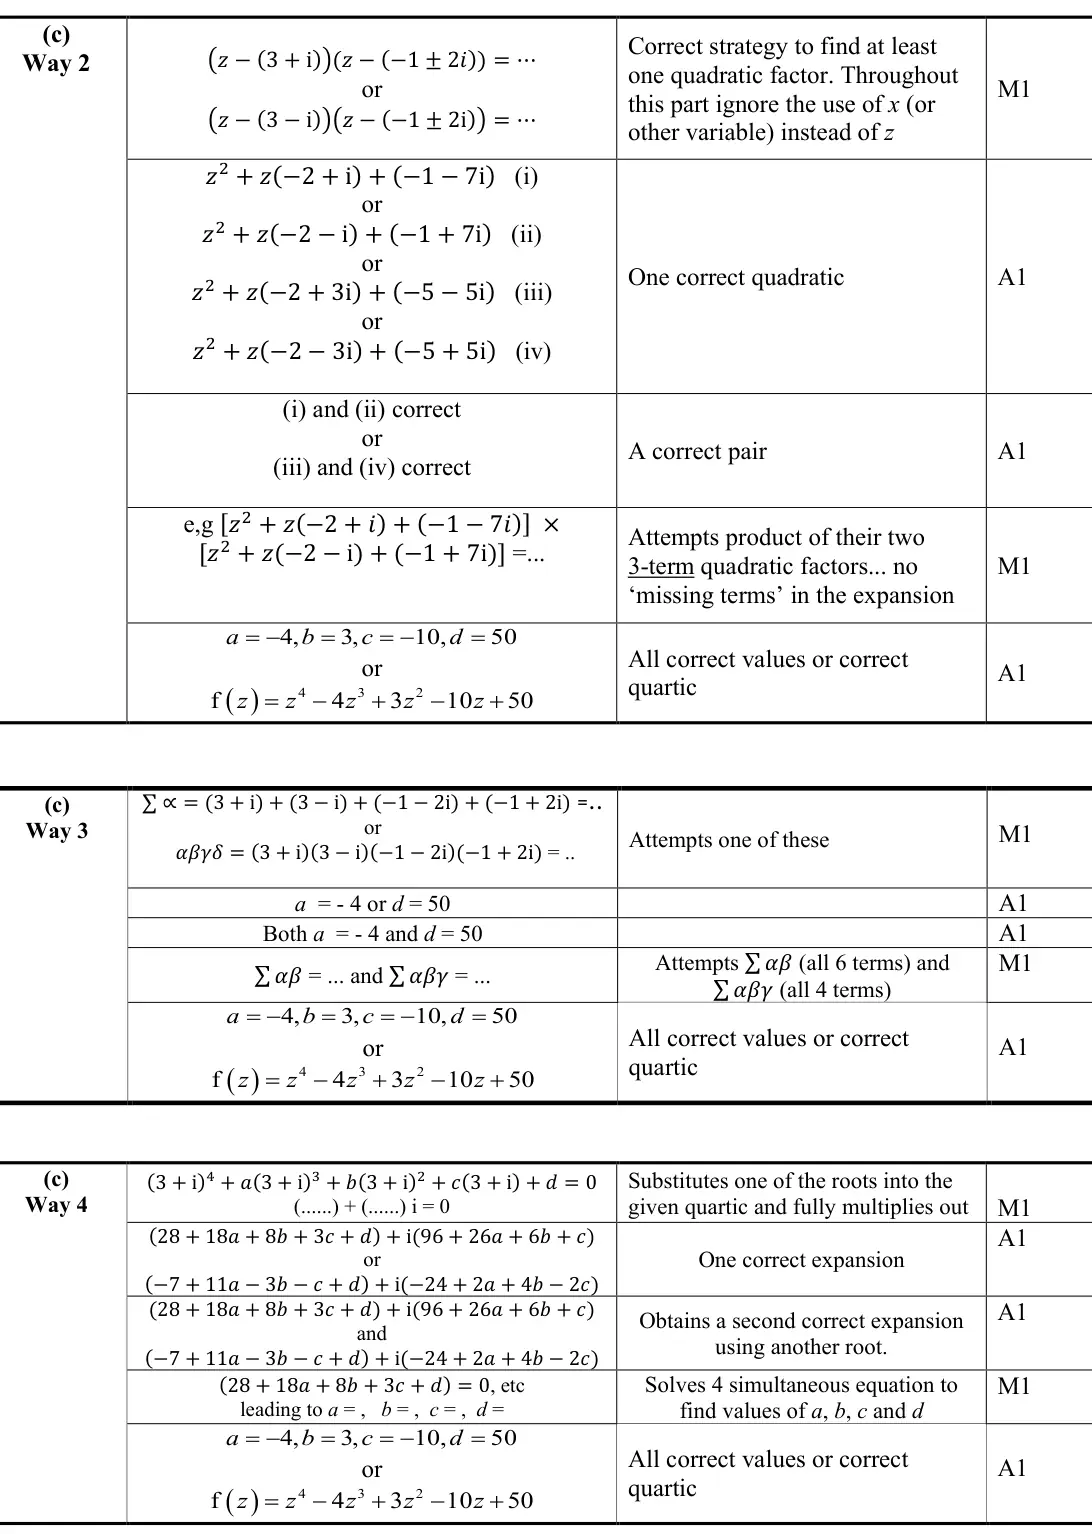 (c)
Way 2
(z − (3 + i))(z − (−1 ± 2i)) = ⋯
or
(z − (3 − i))(z − (−1 ± 2i)) = ⋯
Correct strategy to find at least
one quadratic factor. Throughout
this part ignore the use of x (or
other variable) instead of z
M1
z² + z(−2 + i) + (−1 − 7i) (i)
or
z² + z(−2 − i) + (−1 + 7i) (ii)
or
z² + z(−2 + 3i) + (−5 − 5i) (iii)
or
z² + z(−2 − 3i) + (−5 + 5i) (iv)
One correct quadratic
A1
(i) and (ii) correct
or
(iii) and (iv) correct
A correct pair
A1
e,g [z² + z(−2 + i) + (−1 − 7i)] ×
[z² + z(−2 − i) + (−1 + 7i)] =...
Attempts product of their two
3-term quadratic factors... no
‘missing terms’ in the expansion
M1
a = −4, b = 3, c = −10, d = 50
or
f(z) = z⁴ − 4z³ + 3z² − 10z + 50
All correct values or correct
quartic
A1
(c)
Way 3
∑ ∝ = (3 + i) + (3 − i) + (−1 − 2i) + (−1 + 2i) =..
or
αβγδ = (3 + i)(3 − i)(−1 − 2i)(−1 + 2i) = ..
Attempts one of these
M1
a = - 4 or d = 50
A1
Both a = - 4 and d = 50
A1
∑ αβ = ... and ∑ αβγ = ...
Attempts ∑ αβ (all 6 terms) and
∑ αβγ (all 4 terms)
M1
a = −4, b = 3, c = −10, d = 50
or
f(z) = z⁴ − 4z³ + 3z² − 10z + 50
All correct values or correct
quartic
A1
(c)
Way 4
(3 + i)⁴ + a(3 + i)³ + b(3 + i)² + c(3 + i) + d = 0
(......) + (......) i = 0
Substitutes one of the roots into the
given quartic and fully multiplies out
M1
(28 + 18a + 8b + 3c + d) + i(96 + 26a + 6b + c)
or
(−7 + 11a − 3b − c + d) + i(−24 + 2a + 4b − 2c)
One correct expansion
A1
(28 + 18a + 8b + 3c + d) + i(96 + 26a + 6b + c)
and
(−7 + 11a − 3b − c + d) + i(−24 + 2a + 4b − 2c)
Obtains a second correct expansion
using another root.
A1
(28 + 18a + 8b + 3c + d) = 0, etc
leading to a = , b = , c = , d =
Solves 4 simultaneous equation to
find values of a, b, c and d
M1
a = −4, b = 3, c = −10, d = 50
or
f(z) = z⁴ − 4z³ + 3z² − 10z + 50
All correct values or correct
quartic
A1